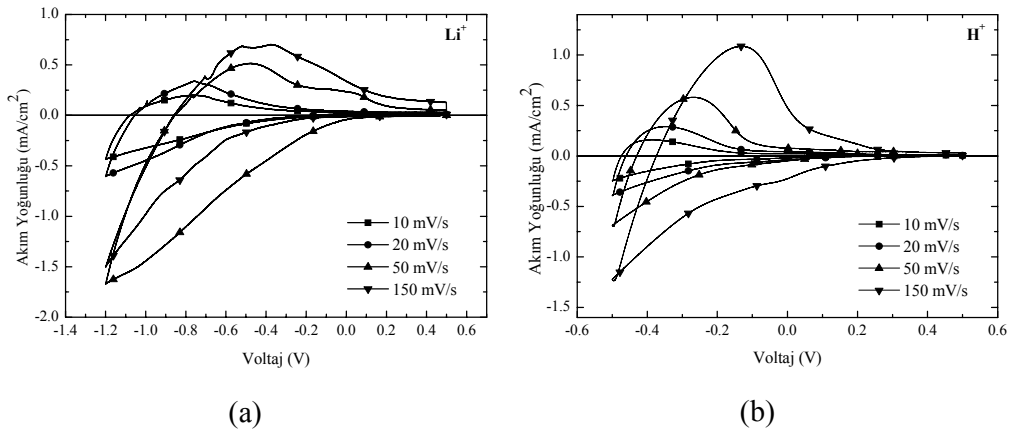 Li+
Akım Yoğunluğu (mA/cm2)
1.0
0.5
0.0
-0.5
-1.0
-1.5
-2.0
-1.4 -1.2 -1.0 -0.8 -0.6 -0.4 -0.2 0.0 0.2 0.4 0.6
Voltaj (V)
10 mV/s
20 mV/s
50 mV/s
150 mV/s
(a)
H+
Akım Yoğunluğu (mA/cm2)
1.0
0.5
0.0
-0.5
-1.0
-1.5
-0.6 -0.4 -0.2 0.0 0.2 0.4 0.6
Voltaj (V)
10 mV/s
20 mV/s
50 mV/s
150 mV/s
(b)